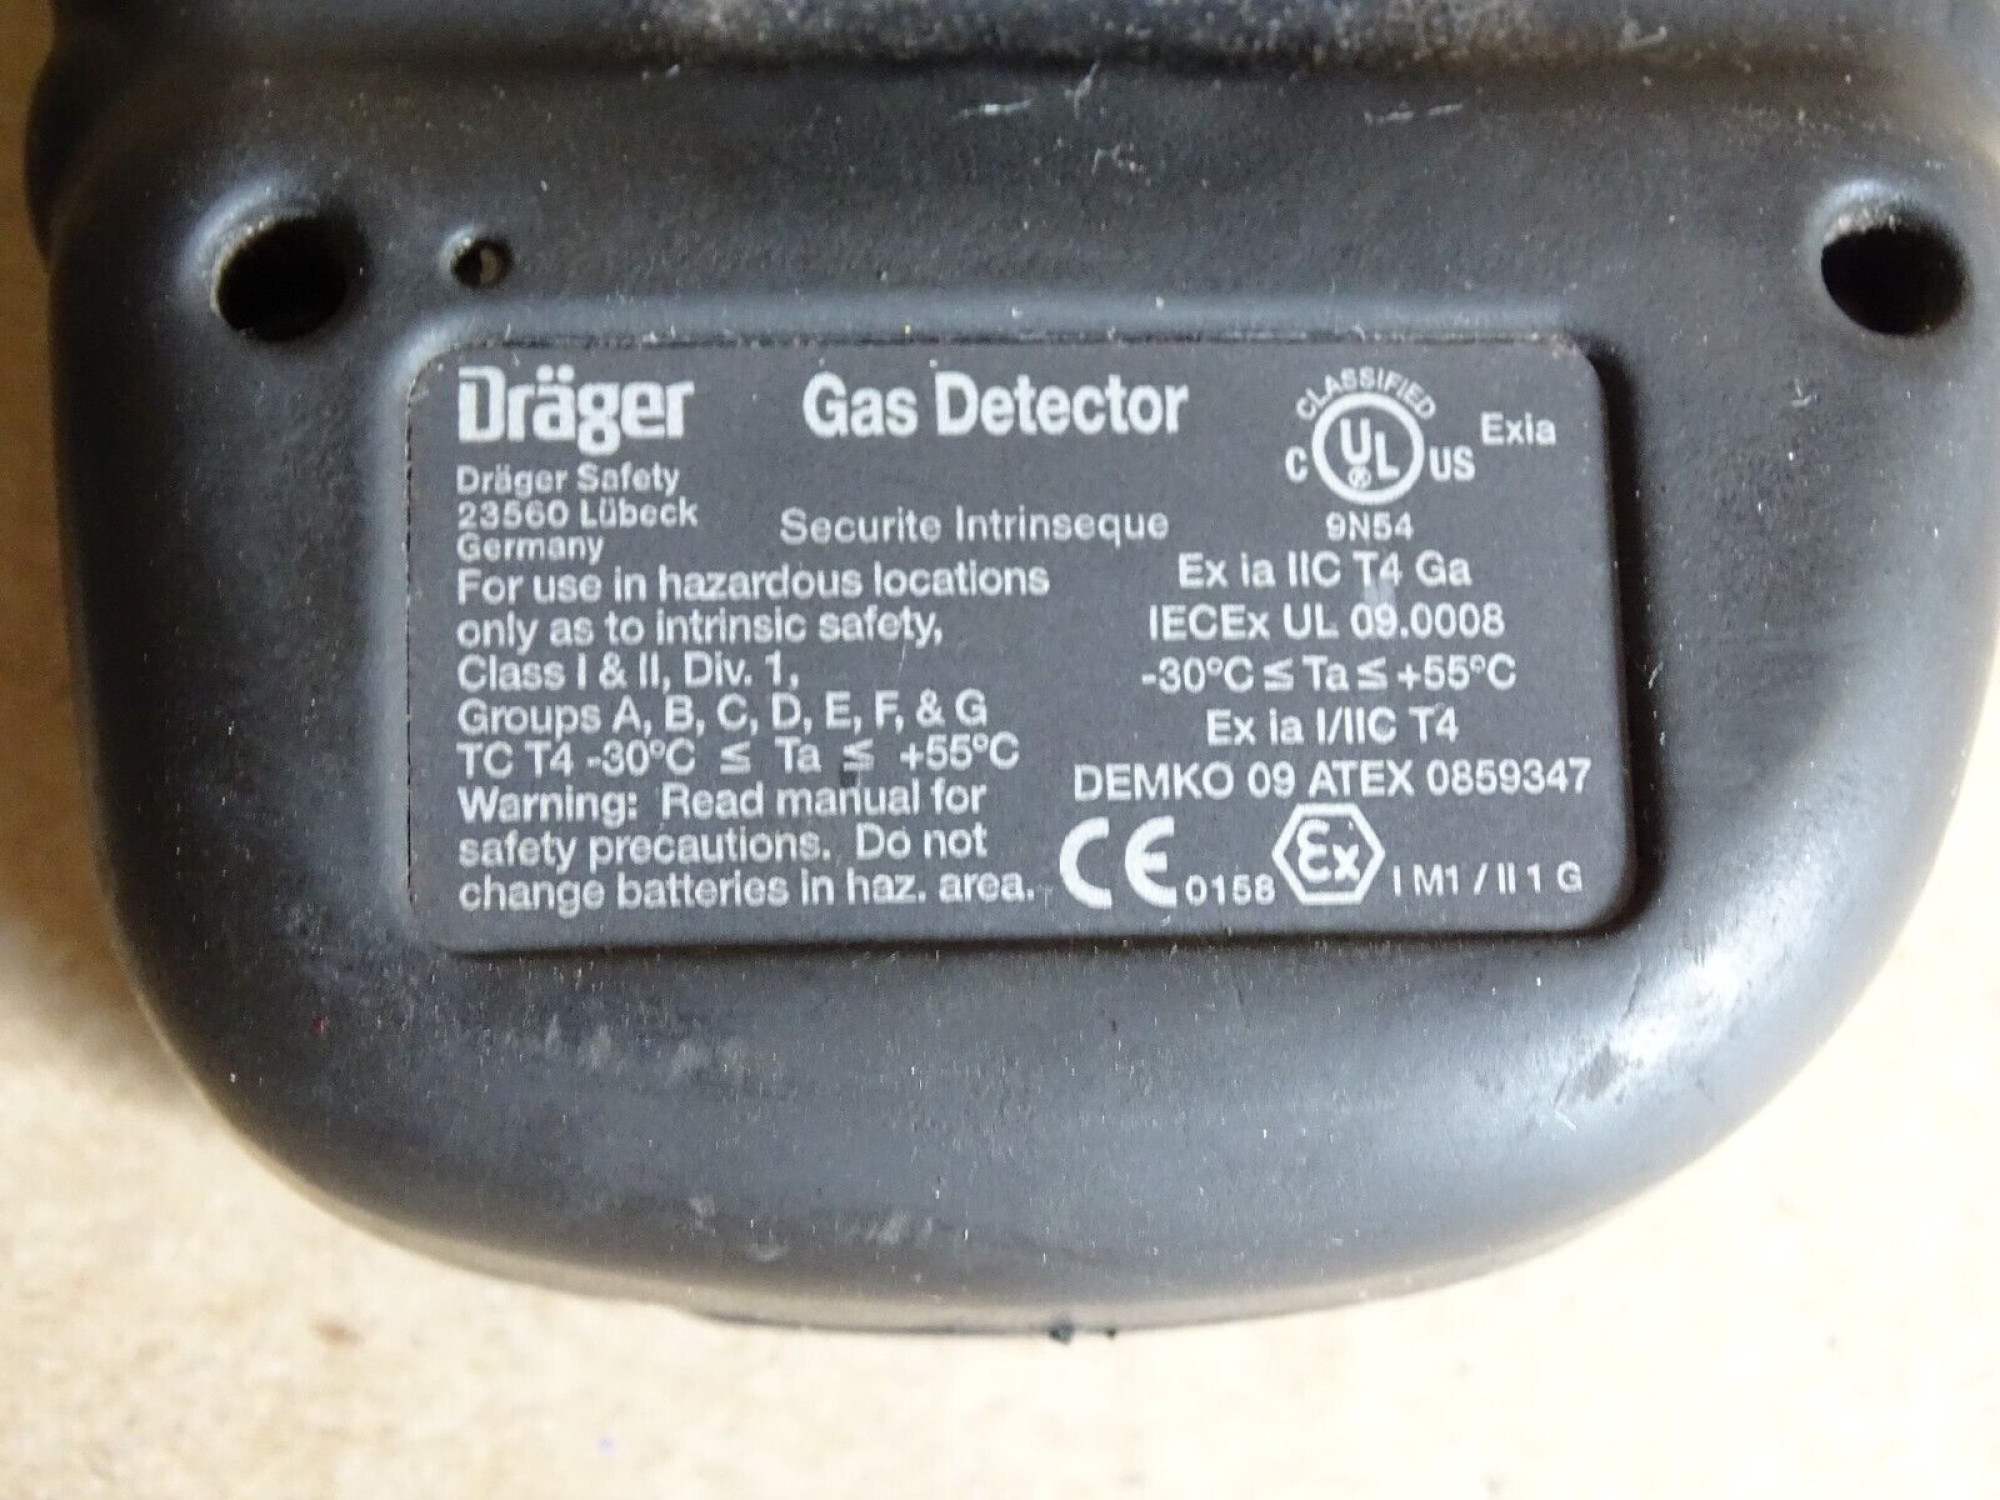 Dräger
Gas Detector
CLASSIFIED
C UL® US
Exia
9N54
Dräger Safety
23560 Lübeck
Germany
Securite Intrinseque
For use in hazardous locations
only as to intrinsic safety,
Class I & II, Div. 1,
Groups A, B, C, D, E, F, & G
TC T4 -30°C ≤ Ta ≤ +55°C
Warning: Read manual for
safety precautions. Do not
change batteries in haz. area.
Ex ia IIC T4 Ga
IECEx UL 09.0008
-30°C ≤ Ta ≤ +55°C
Ex ia I/IIC T4
DEMKO 09 ATEX 0859347
CE 0158 Ex I M1 / II 1 G